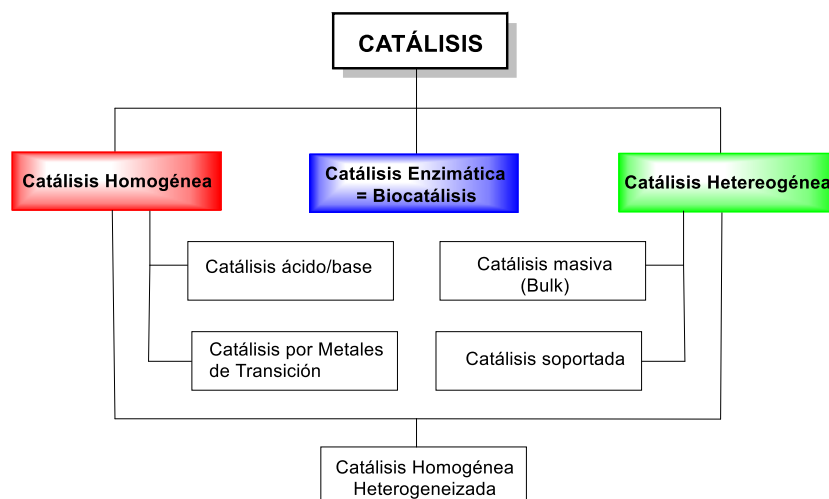 CATÁLISIS
Catálisis Homogénea
Catálisis Enzimática
= Biocatálisis
Catálisis Hetereogénea
Catálisis ácido/base
Catálisis masiva
(Bulk)
Catálisis por Metales
de Transición
Catálisis soportada
Catálisis Homogénea
Heterogeneizada